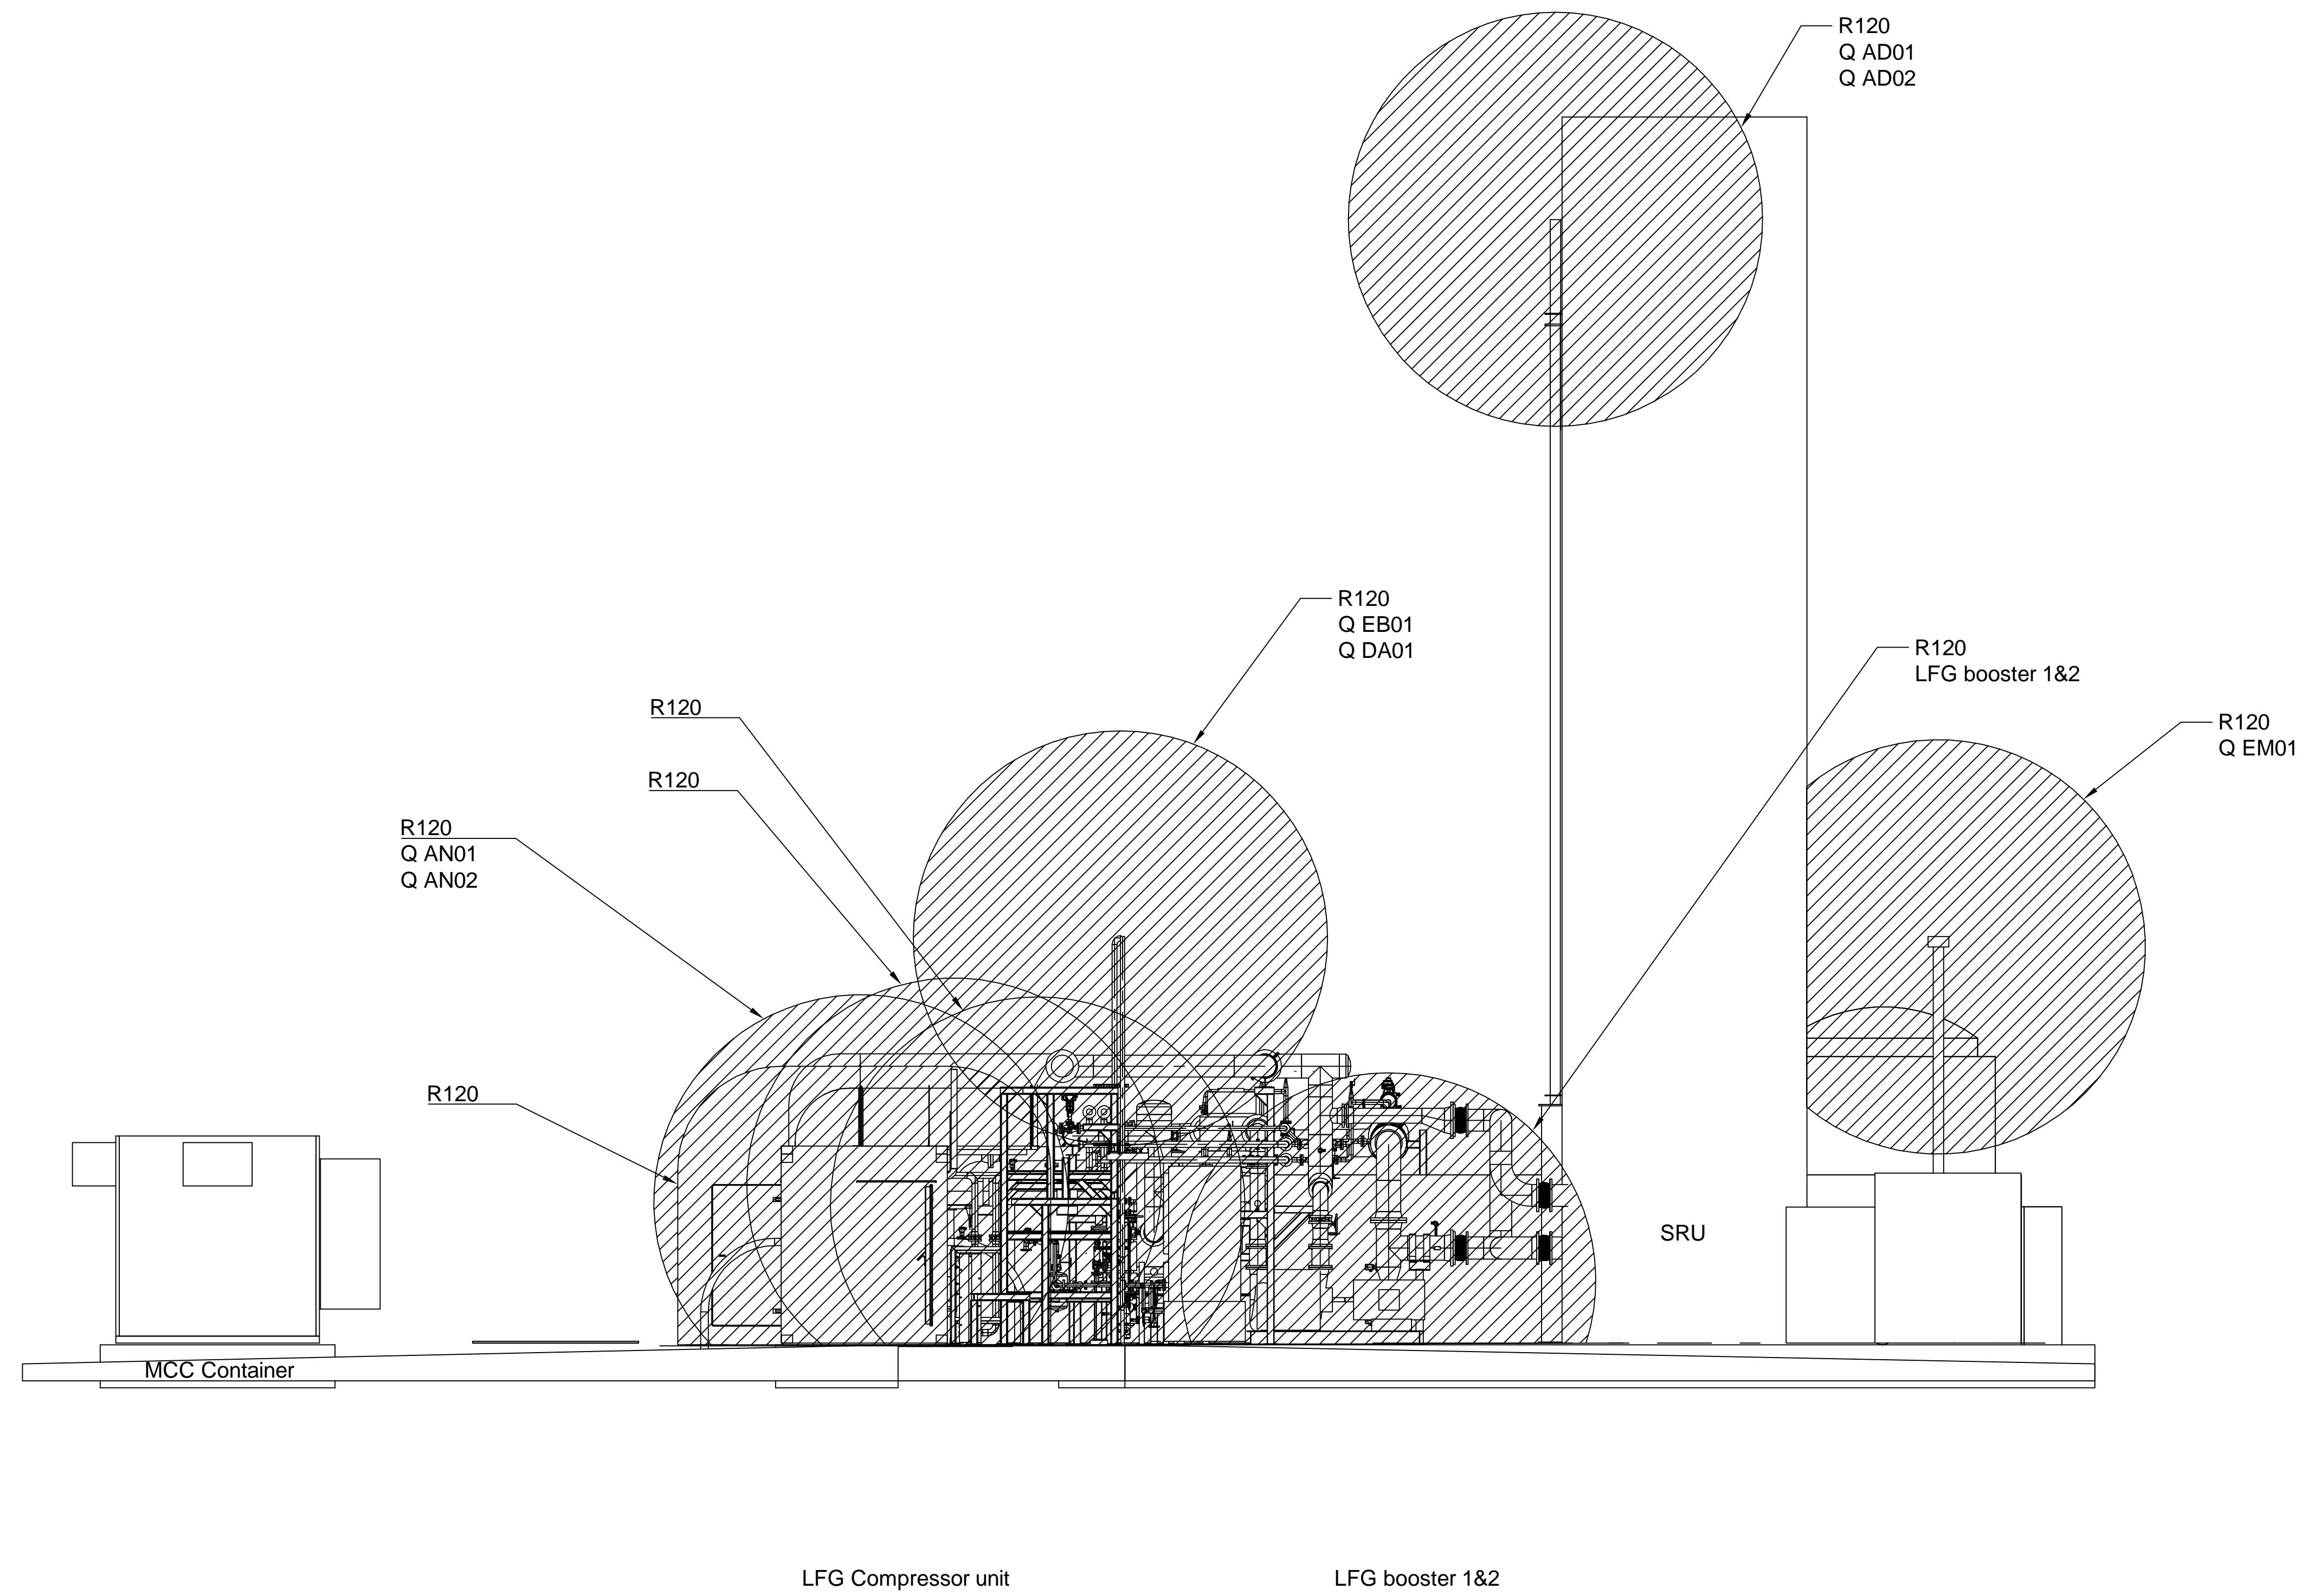 R120
Q AD01
Q AD02
R120
Q EB01
Q DA01
R120
LFG booster 1&2
R120
R120
Q EM01
R120
R120
Q AN01
Q AN02
R120
SRU
MCC Container
LFG Compressor unit
LFG booster 1&2